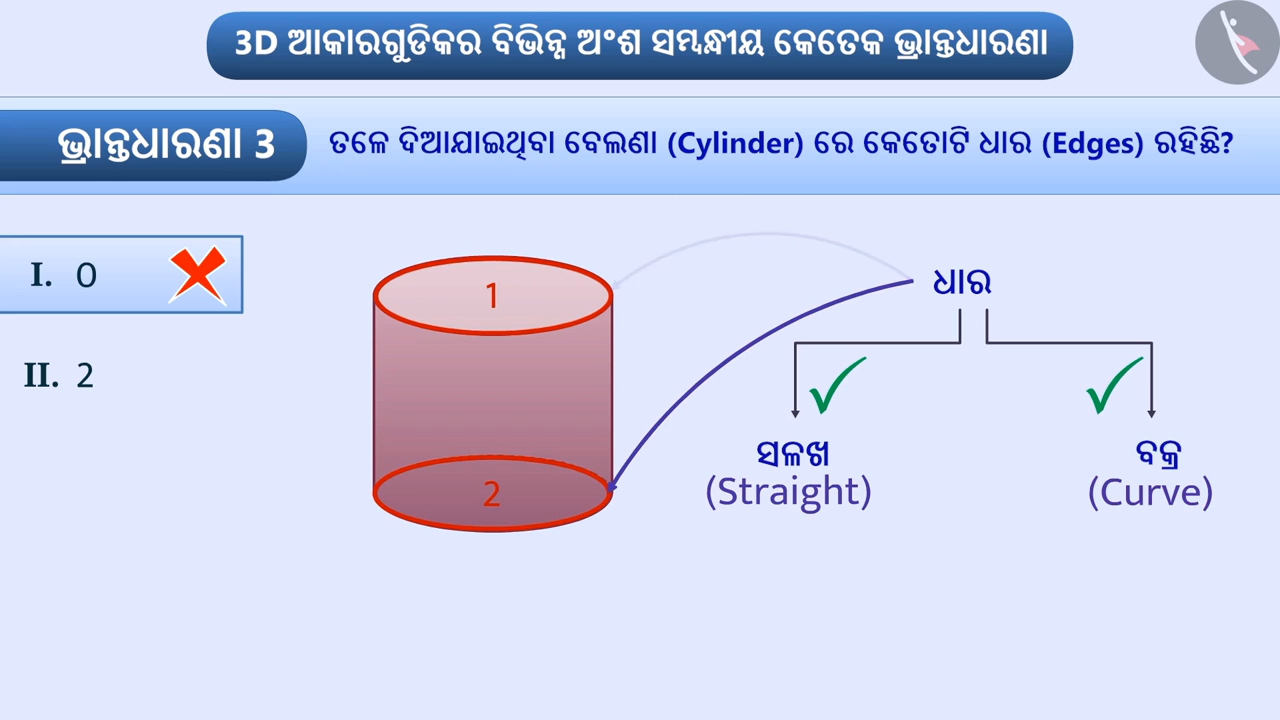 3D ଆକାରଗୁଡିକର ବିଭିନ୍ନ ଅଂଶ ସମ୍ବନ୍ଧୀୟ କେତେକ ଭ୍ରାନ୍ତଧାରଣା
ଭ୍ରାନ୍ତଧାରଣା 3
ତଳେ ଦିଆଯାଇଥିବା ବେଲଣା (Cylinder) ରେ କେତୋଟି ଧାର (Edges) ରହିଛି?
I. 0
II. 2
1
2
ଧାର
ସଳଖ
(Straight)
ବକ୍ର
(Curve)